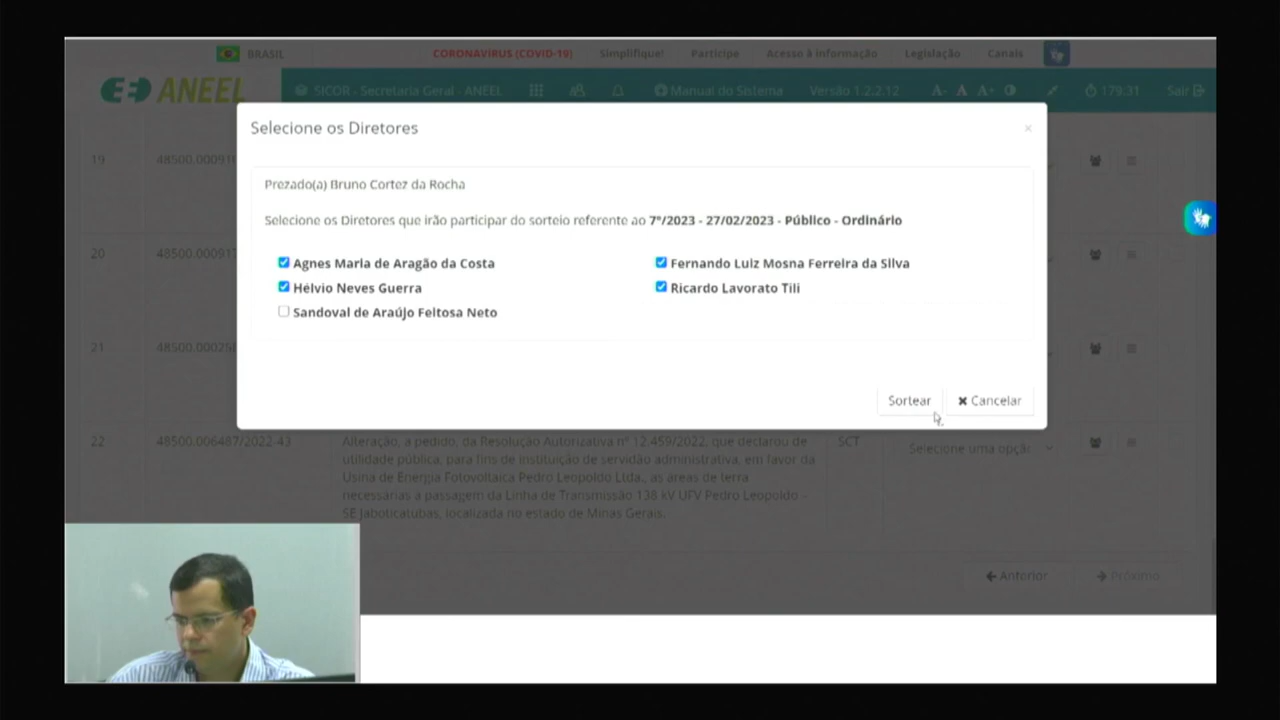 BRASIL CORONAVÍRUS (COVID-19) Simplifique! Participe Acesso à informação Legislação Canais
ANEEL SICOR - Secretaria Geral - ANEEL Manual do Sistema Versão 1.2.2.12 A- A A+ 179:31 Sair
Selecione os Diretores ×
19
Prezado(a) Bruno Cortez da Rocha
Selecione os Diretores que irão participar do sorteio referente ao 7º/2023 - 27/02/2023 - Público - Ordinário
20
Agnes Maria de Aragão da Costa Fernando Luiz Mosna Ferreira da Silva
Hélvio Neves Guerra Ricardo Lavorato Tili
Sandoval de Araújo Feitosa Neto
21
Sortear Cancelar
22 48500.006487/2022-43 Alteração, a pedido, da Resolução Autorizativa nº 12.459/2022, que declarou de SCT Selecione uma opçã
utilidade pública, para fins de instituição de servidão administrativa, em favor da
Usina de Energia Fotovoltaica Pedro Leopoldo Ltda., as áreas de terra
necessárias à passagem da Linha de Transmissão 138 kV UFV Pedro Leopoldo –
SE Jaboticatubas, localizada no estado de Minas Gerais.
Anterior Próximo